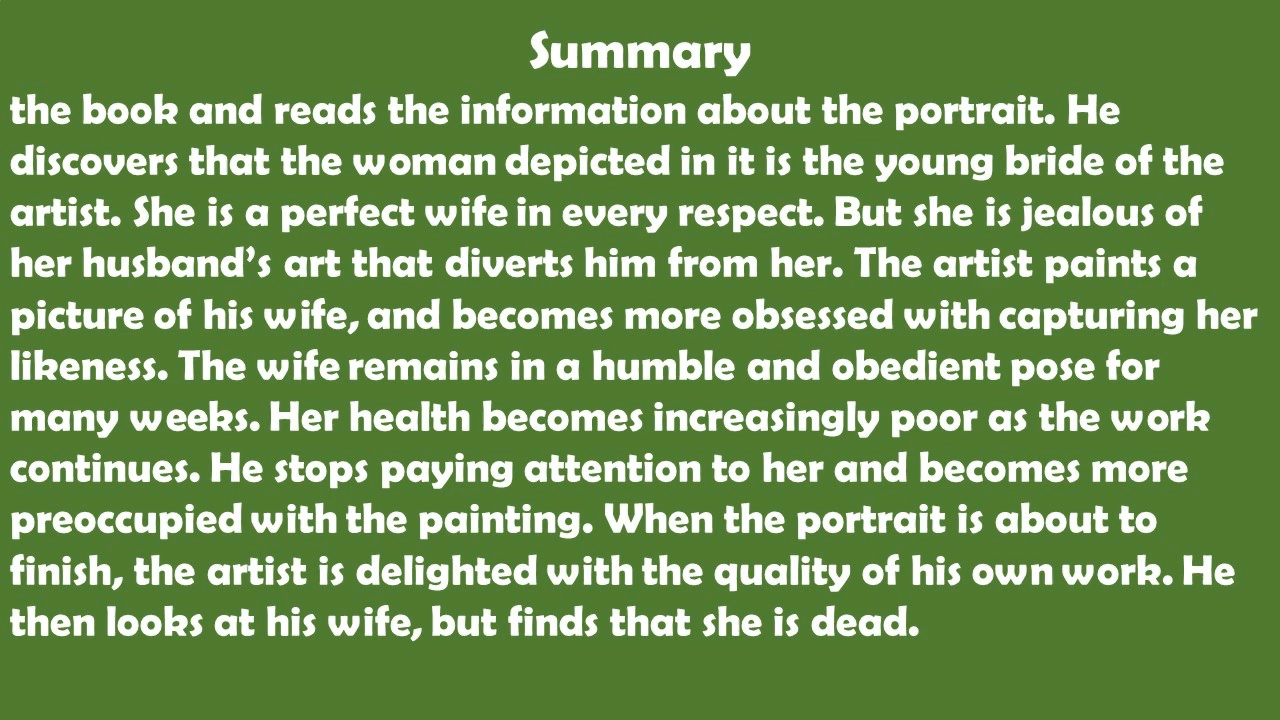 Summary
the book and reads the information about the portrait. He
discovers that the woman depicted in it is the young bride of the
artist. She is a perfect wife in every respect. But she is jealous of
her husband’s art that diverts him from her. The artist paints a
picture of his wife, and becomes more obsessed with capturing her
likeness. The wife remains in a humble and obedient pose for
many weeks. Her health becomes increasingly poor as the work
continues. He stops paying attention to her and becomes more
preoccupied with the painting. When the portrait is about to
finish, the artist is delighted with the quality of his own work. He
then looks at his wife, but finds that she is dead.